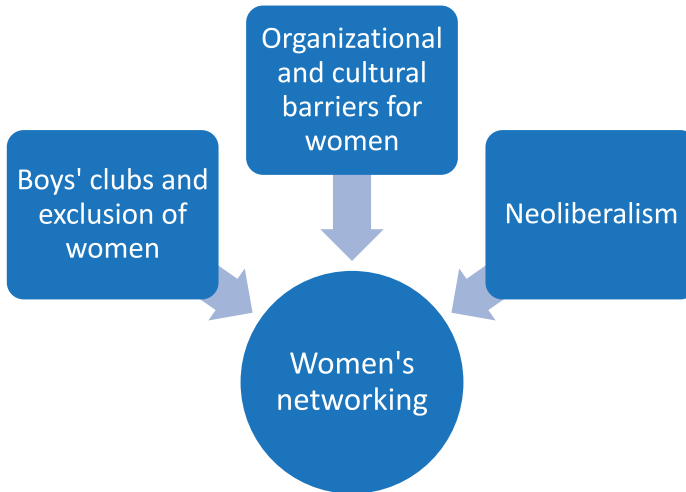 Organizational
and cultural
barriers for
women
Boys' clubs and
exclusion of
women
Neoliberalism
Women's
networking